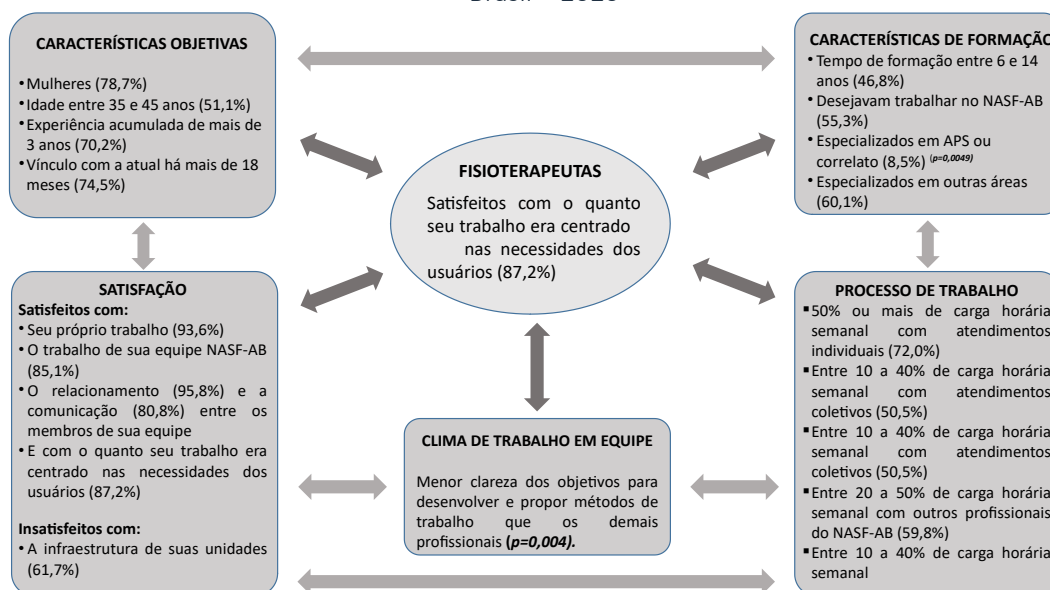 CARACTERÍSTICAS OBJETIVAS
• Mulheres (78,7%)
• Idade entre 35 e 45 anos (51,1%)
• Experiência acumulada de mais de
3 anos (70,2%)
• Vínculo com a atual há mais de 18
meses (74,5%)
CARACTERÍSTICAS DE FORMAÇÃO
• Tempo de formação entre 6 e 14
anos (46,8%)
• Desejavam trabalhar no NASF-AB
(55,3%)
• Especializados em APS ou
correlato (8,5%) (p=0,0049)
• Especializados em outras áreas
(60,1%)
FISIOTERAPEUTAS
Satisfeitos com o quanto
seu trabalho era centrado
nas necessidades dos
usuários (87,2%)
SATISFAÇÃO
Satisfeitos com:
• Seu próprio trabalho (93,6%)
• O trabalho de sua equipe NASF-AB
(85,1%)
• O relacionamento (95,8%) e a
comunicação (80,8%) entre os
membros de sua equipe
• E com o quanto seu trabalho era
centrado nas necessidades dos
usuários (87,2%)
Insatisfeitos com:
• A infraestrutura de suas unidades
(61,7%)
CLIMA DE TRABALHO EM EQUIPE
Menor clareza dos objetivos para
desenvolver e propor métodos de
trabalho que os demais
profissionais (p=0,004).
PROCESSO DE TRABALHO
▪ 50% ou mais de carga horária
semanal com atendimentos
individuais (72,0%)
▪ Entre 10 a 40% de carga horária
semanal com atendimentos
coletivos (50,5%)
▪ Entre 10 a 40% de carga horária
semanal com atendimentos
coletivos (50,5%)
▪ Entre 20 a 50% de carga horária
semanal com outros profissionais
do NASF-AB (59,8%)
▪ Entre 10 a 40% de carga horária
semanal